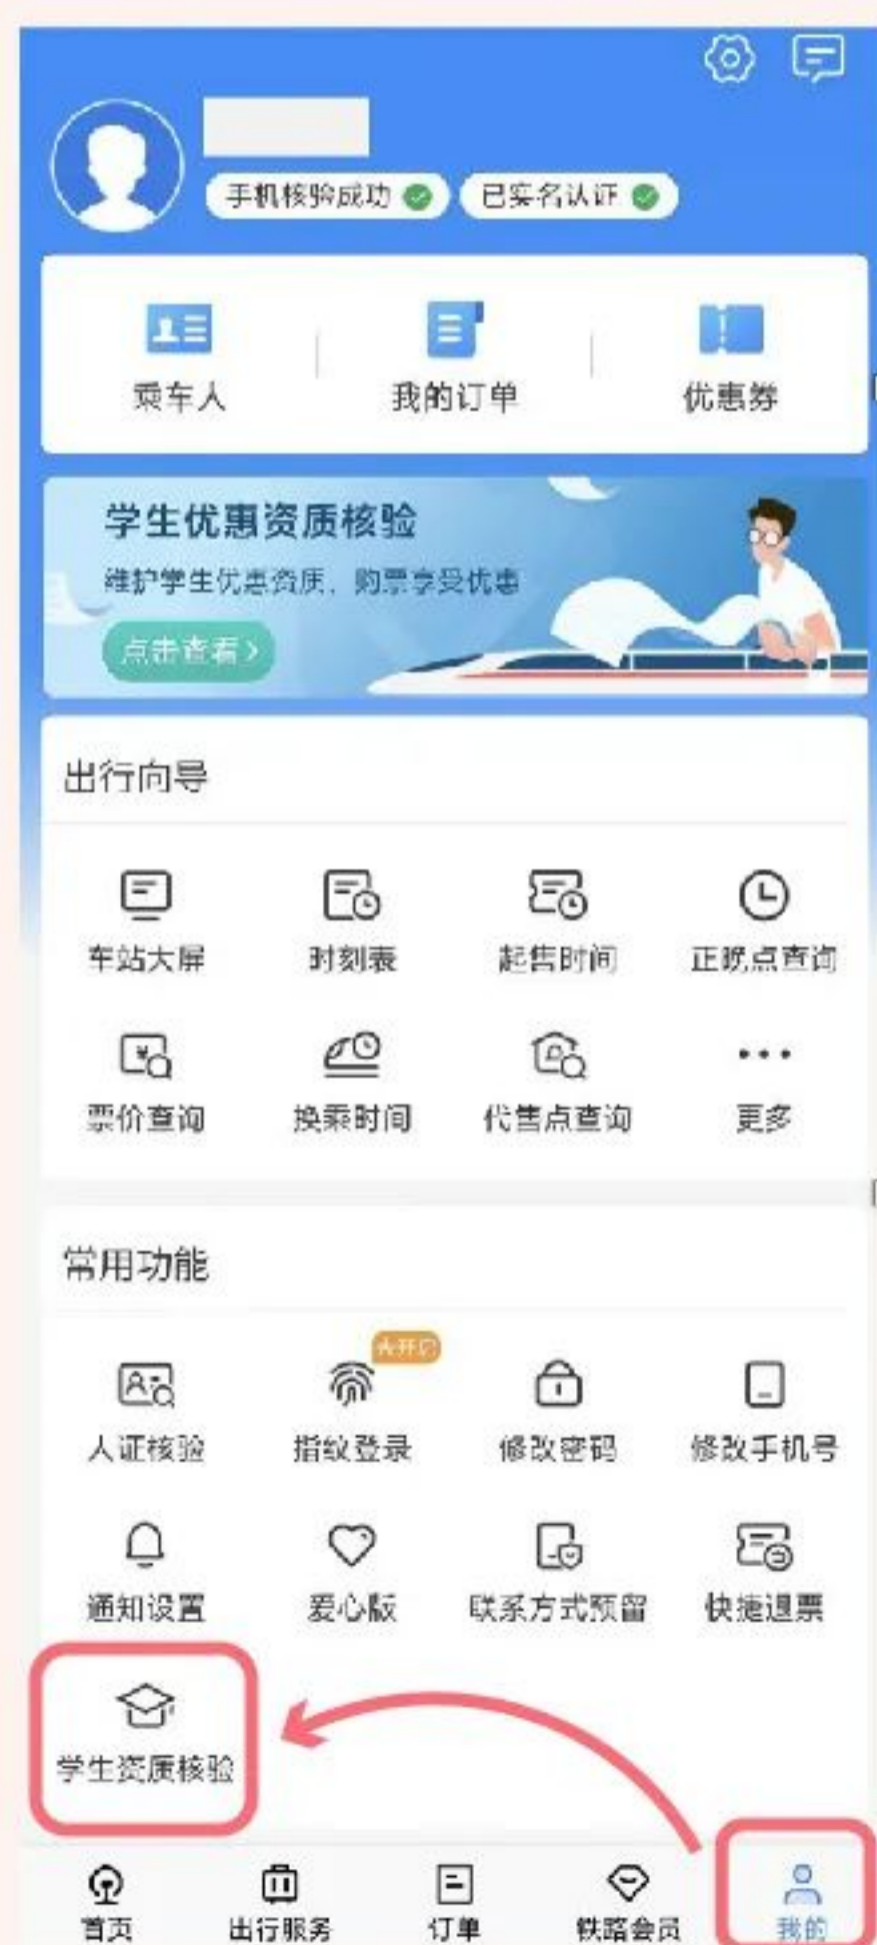 手机核验成功 已实名认证
乘车人 我的订单 优惠券
学生优惠资质核验
维护学生优惠资质，购票享受优惠
点击查看>
出行向导
车站大屏 时刻表 起售时间 正晚点查询
票价查询 换乘时间 代售点查询 更多
常用功能
去开启
人证核验 指纹登录 修改密码 修改手机号
通知设置 爱心版 联系方式预留 快捷退票
学生资质核验
首页 出行服务 订单 铁路会员 我的